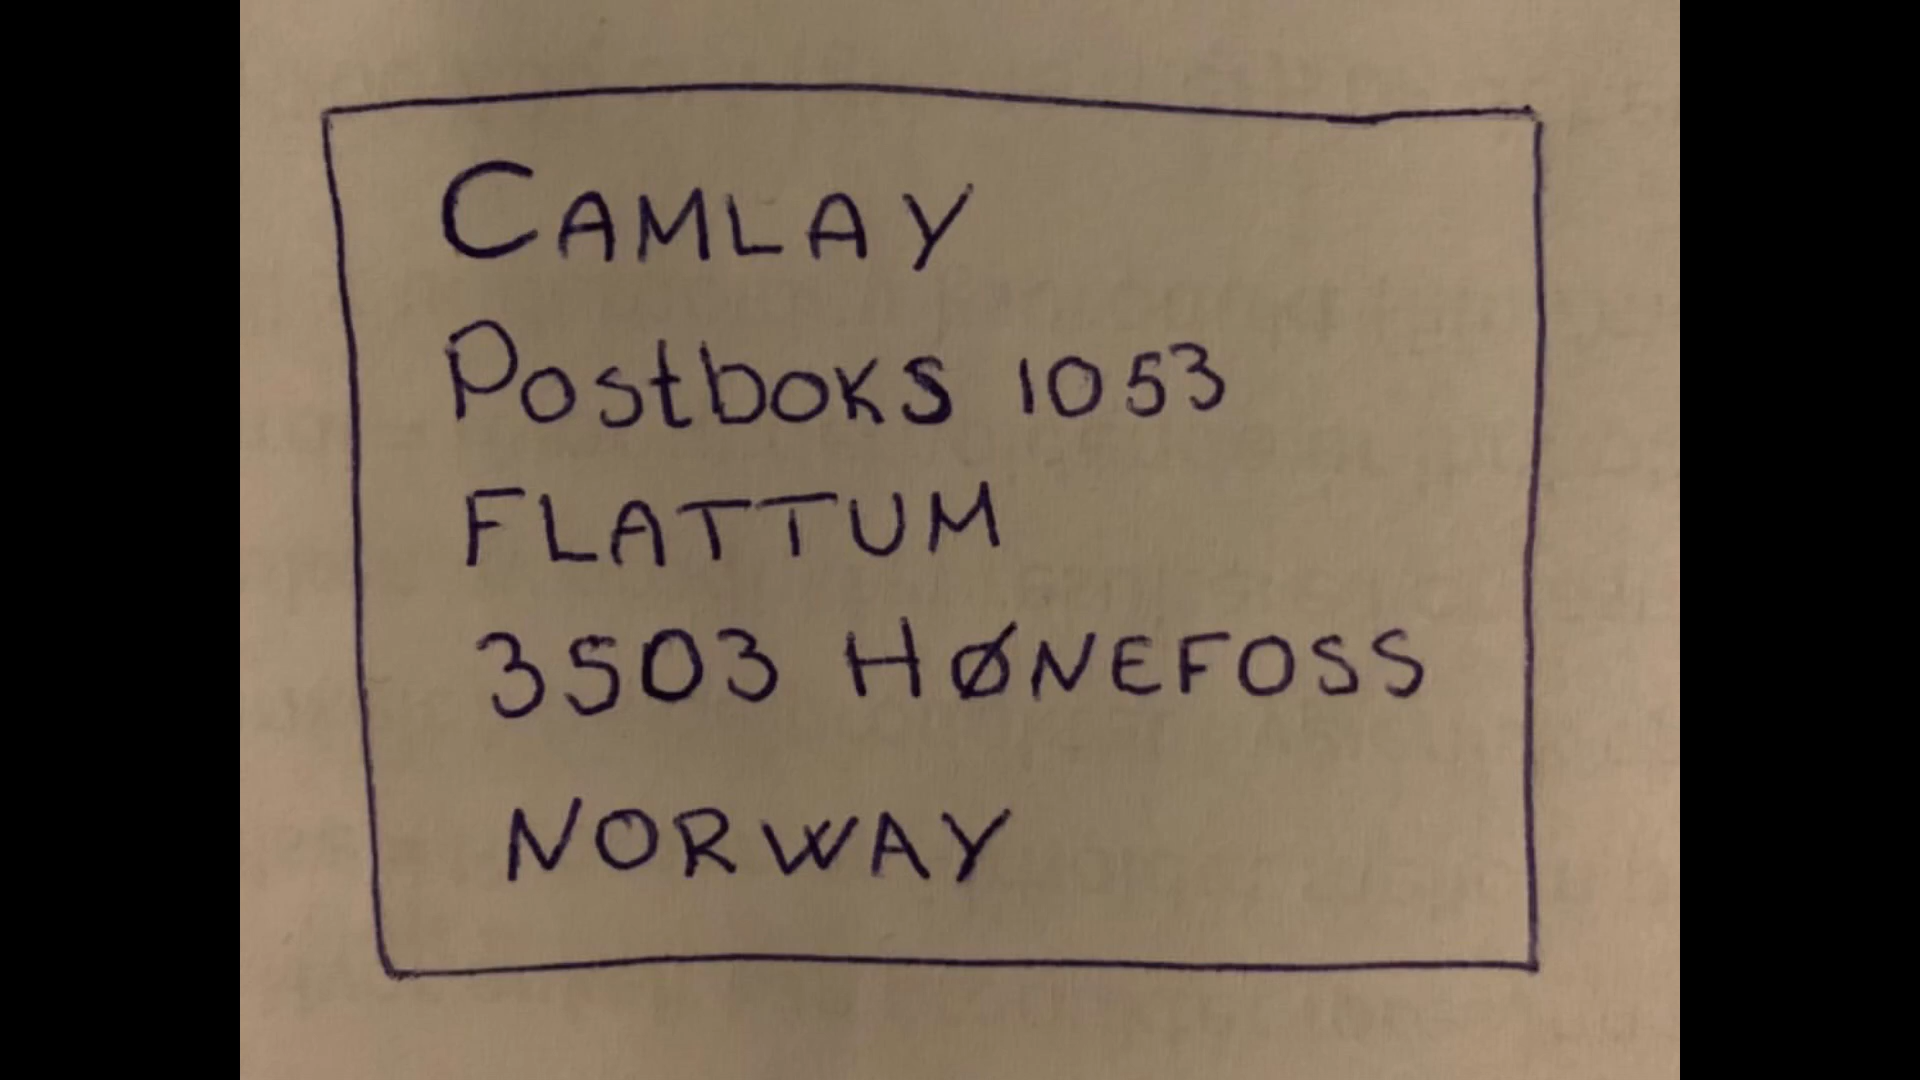 CAMLAY
Postboks 1053
FLATTUM
3503 HØNEFOSS
NORWAY